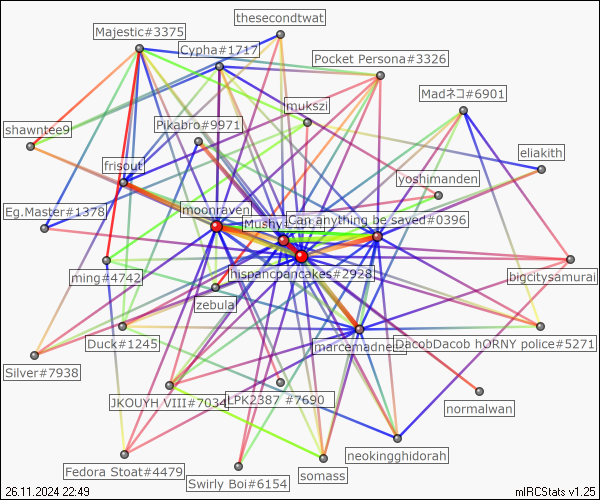 thesecondtwat
Majestic#3375
Cypha#1717
Pocket Persona#3326
Madネコ#6901
mukszi
Pikabro#9971
shawntee9
eliakith
frisout
yoshimanden
Eg.Master#1378
moonraven
Can anything be saved#0396
hispanopancakes#2928
ming#4742
bigcitysamurai
zebula
Duck#1245
DacobDacob hORNY police#5271
Silver#7938
JKOUYH VIII#7034
LPK2387 #7690
normalwan
neokingghidorah
Fedora Stoat#4479
Swirly Boi#6154
somass
26.11.2024 22:49
mIRCStats v1.25